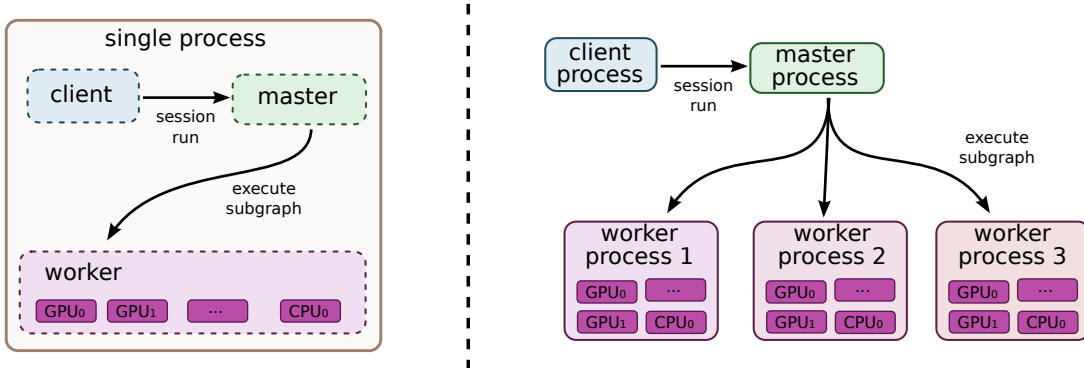 single process
client
master
session
run
execute
subgraph
worker
GPU₀
GPU₁
...
CPU₀
client
process
session
run
master
process
execute
subgraph
worker
process 1
GPU₀
...
GPU₁
CPU₀
worker
process 2
GPU₀
...
GPU₁
CPU₀
worker
process 3
GPU₀
...
GPU₁
CPU₀